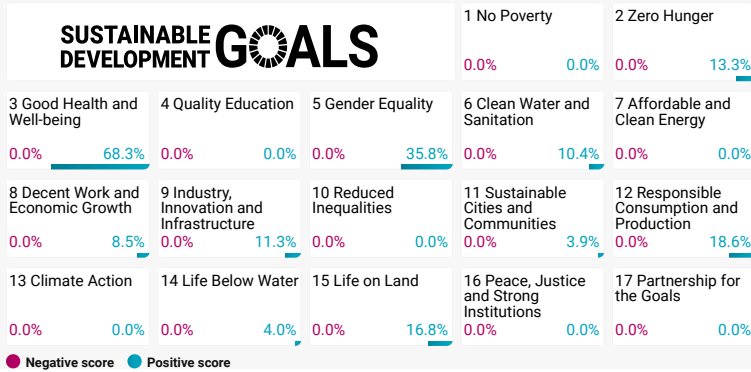 SUSTAINABLE
DEVELOPMENT
GOALS
1 No Poverty
0.0% 0.0%
2 Zero Hunger
0.0% 13.3%
3 Good Health and
Well-being
0.0% 68.3%
4 Quality Education
0.0% 0.0%
5 Gender Equality
0.0% 35.8%
6 Clean Water and
Sanitation
0.0% 10.4%
7 Affordable and
Clean Energy
0.0% 0.0%
8 Decent Work and
Economic Growth
0.0% 8.5%
9 Industry,
Innovation and
Infrastructure
0.0% 11.3%
10 Reduced
Inequalities
0.0% 0.0%
11 Sustainable
Cities and
Communities
0.0% 3.9%
12 Responsible
Consumption and
Production
0.0% 18.6%
13 Climate Action
0.0% 0.0%
14 Life Below Water
0.0% 4.0%
15 Life on Land
0.0% 16.8%
16 Peace, Justice
and Strong
Institutions
0.0% 0.0%
17 Partnership for
the Goals
0.0% 0.0%
Negative score Positive score